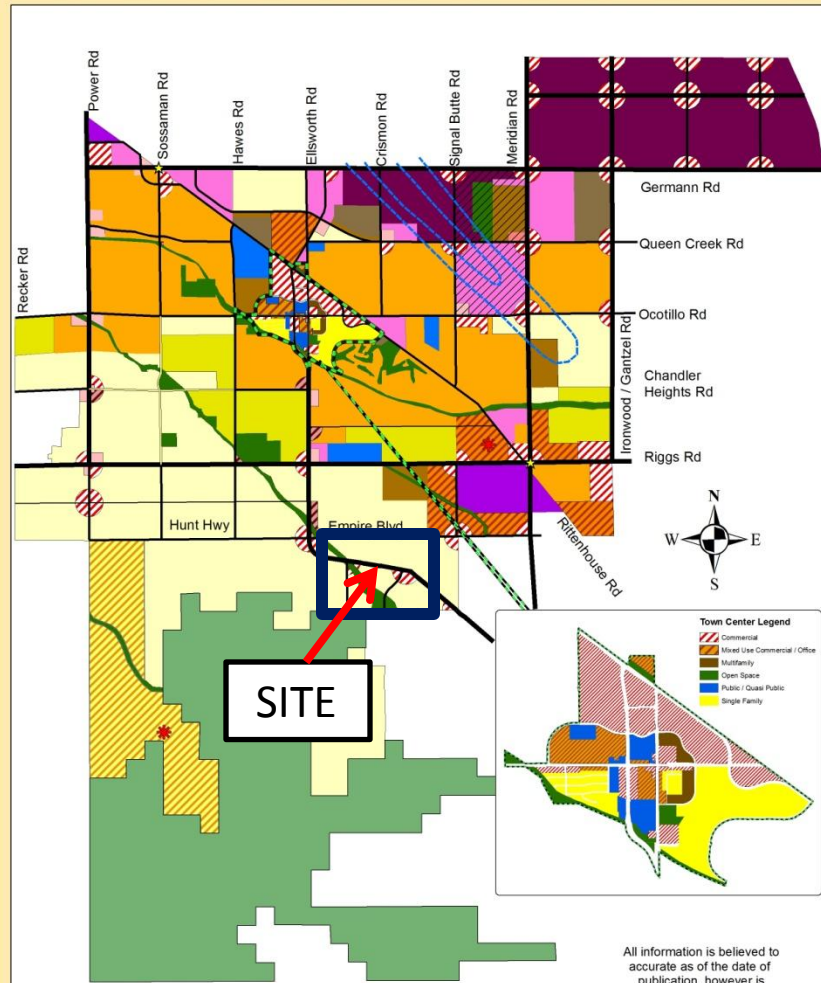 Power Rd
Sossaman Rd
Hawes Rd
Ellsworth Rd
Crismon Rd
Signal Butte Rd
Meridian Rd
Germann Rd
Queen Creek Rd
Recker Rd
Ocotillo Rd
Ironwood / Gantzel Rd
Chandler
Heights Rd
Riggs Rd
Hunt Hwy
Empire Blvd
Rittenhouse Rd
N
W
E
S
SITE
Town Center Legend
Commercial
Mixed Use Commercial / Office
Multifamily
Open Space
Public / Quasi Public
Single Family
All information is believed to
accurate as of the date of
publication, however is